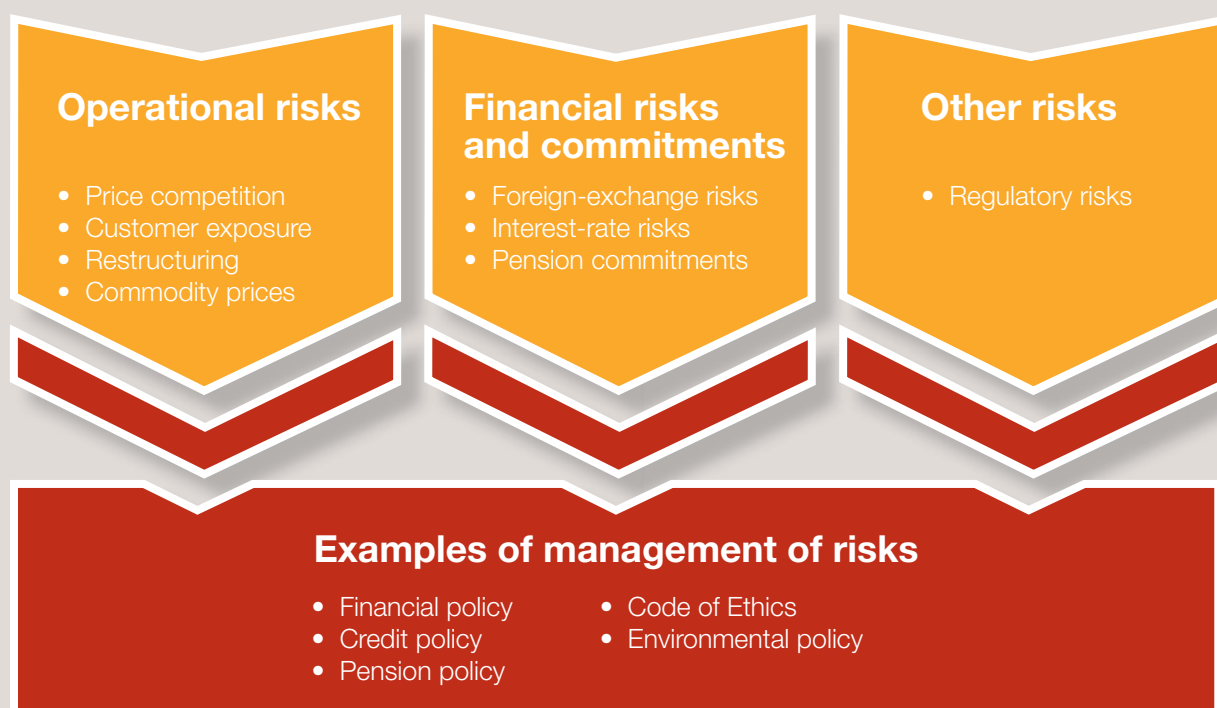 Operational risks
• Price competition
• Customer exposure
• Restructuring
• Commodity prices
Financial risks
and commitments
• Foreign-exchange risks
• Interest-rate risks
• Pension commitments
Other risks
• Regulatory risks
Examples of management of risks
• Financial policy
• Credit policy
• Pension policy
• Code of Ethics
• Environmental policy